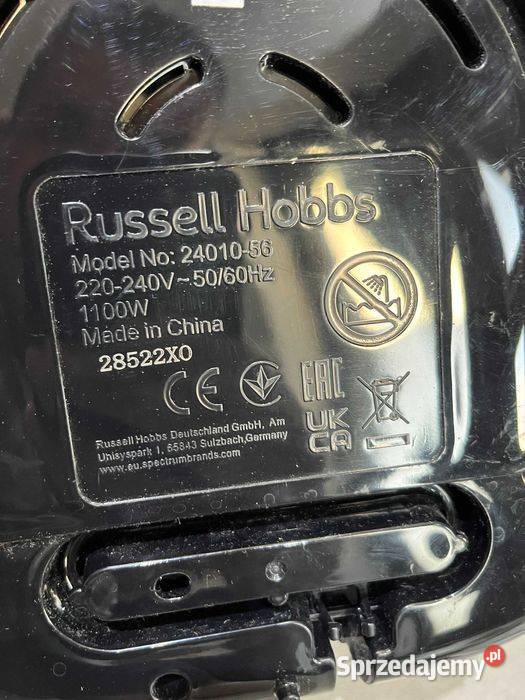 Russell Hobbs
Model No: 24010-56
220-240V~50/60Hz
1100W
Made in China
28522X0
CE
EAC
UK
CA
Russell Hobbs Deutschland GmbH, Am
Unisyspark 1, 65843 Sulzbach,Germany
www.eu.spectrumbrands.com
Sprzedajemy.pl